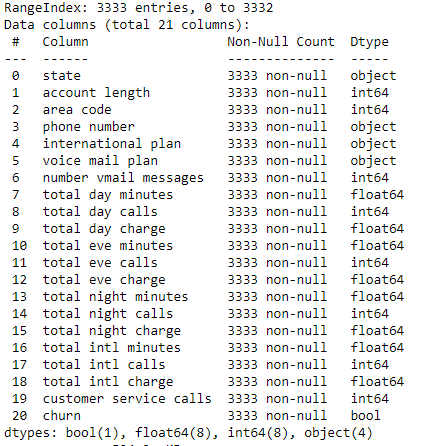 RangeIndex: 3333 entries, 0 to 3332
Data columns (total 21 columns):
 #   Column                  Non-Null Count  Dtype
---  ------                  --------------  -----
 0   state                   3333 non-null   object
 1   account length          3333 non-null   int64
 2   area code               3333 non-null   int64
 3   phone number            3333 non-null   object
 4   international plan      3333 non-null   object
 5   voice mail plan         3333 non-null   object
 6   number vmail messages   3333 non-null   int64
 7   total day minutes       3333 non-null   float64
 8   total day calls         3333 non-null   int64
 9   total day charge        3333 non-null   float64
 10  total eve minutes       3333 non-null   float64
 11  total eve calls         3333 non-null   int64
 12  total eve charge        3333 non-null   float64
 13  total night minutes     3333 non-null   float64
 14  total night calls       3333 non-null   int64
 15  total night charge      3333 non-null   float64
 16  total intl minutes      3333 non-null   float64
 17  total intl calls        3333 non-null   int64
 18  total intl charge       3333 non-null   float64
 19  customer service calls  3333 non-null   int64
 20  churn                   3333 non-null   bool
dtypes: bool(1), float64(8), int64(8), object(4)